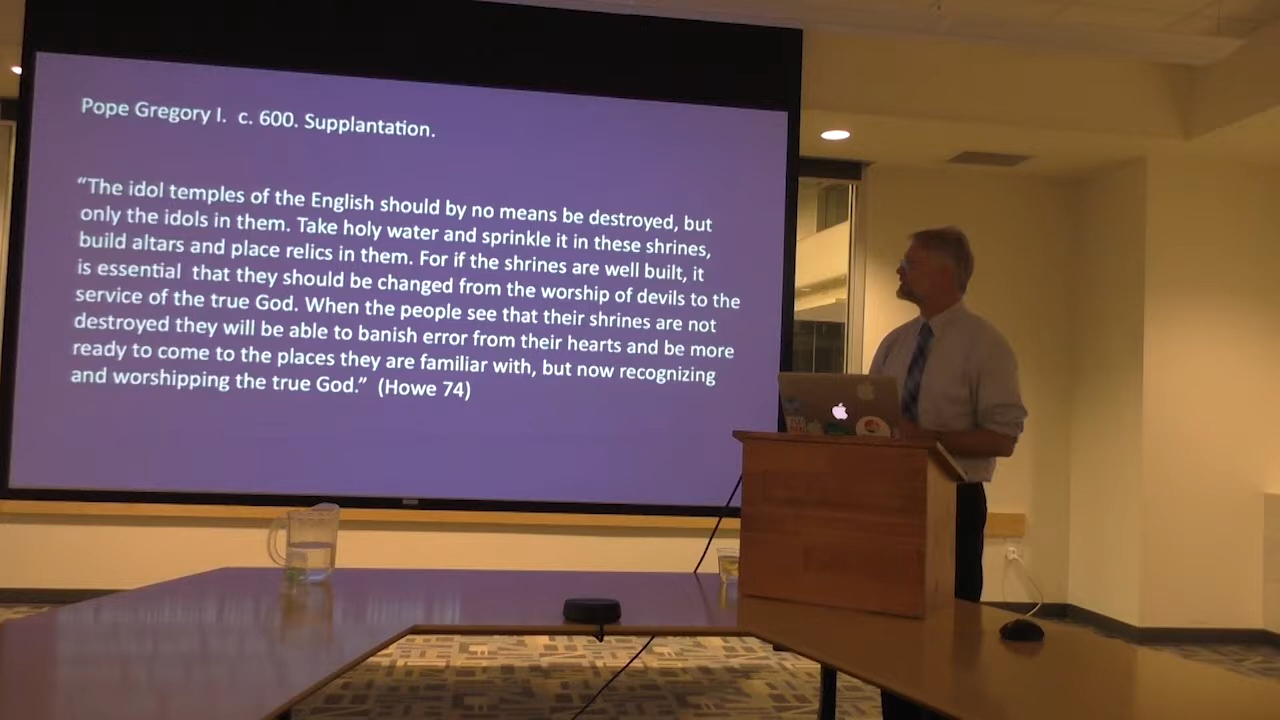 Pope Gregory I.  c. 600. Supplantation.
“The idol temples of the English should by no means be destroyed, but
only the idols in them. Take holy water and sprinkle it in these shrines,
build altars and place relics in them. For if the shrines are well built, it
is essential  that they should be changed from the worship of devils to the
service of the true God. When the people see that their shrines are not
destroyed they will be able to banish error from their hearts and be more
ready to come to the places they are familiar with, but now recognizing
and worshipping the true God.”  (Howe 74)